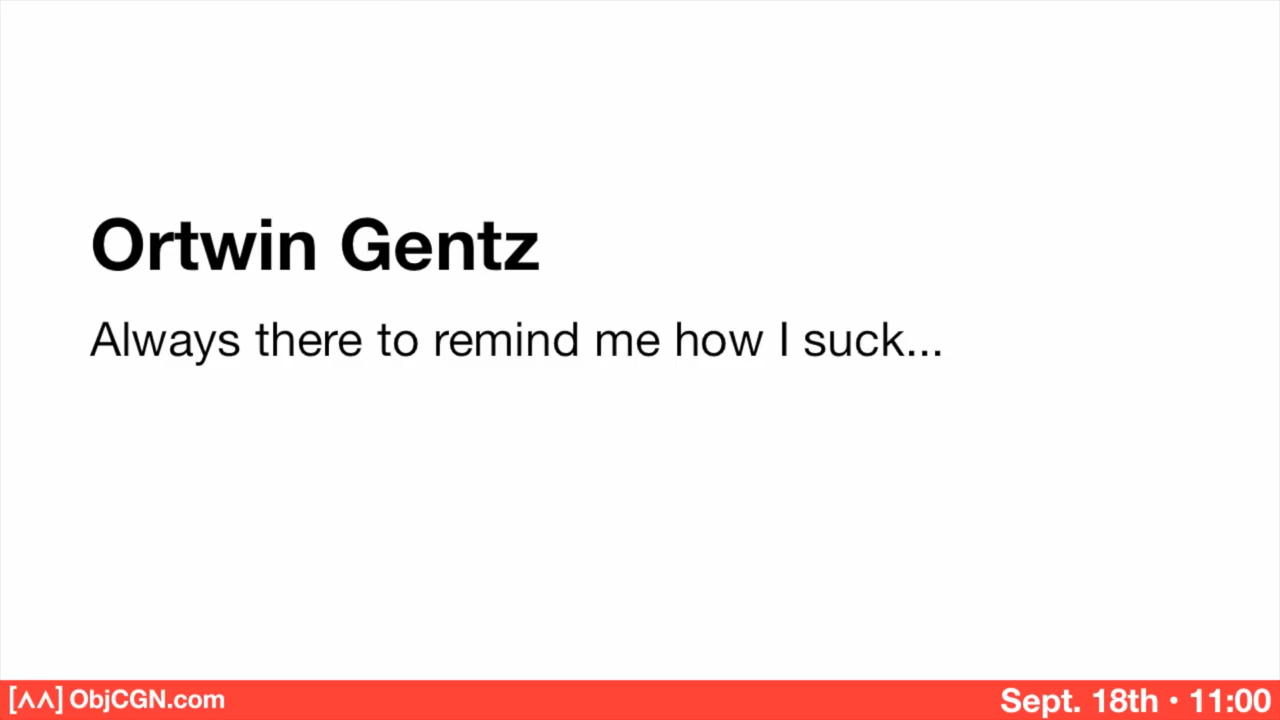 Ortwin Gentz
Always there to remind me how I suck...
[ʌʌ] ObjCGN.com
Sept. 18th • 11:00